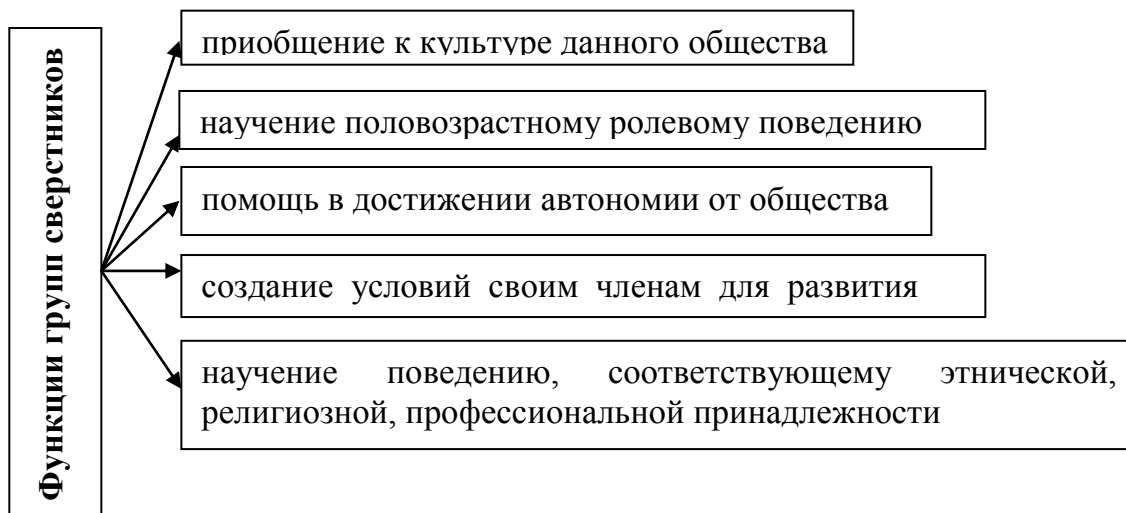 Функции групп сверстников
приобщение к культуре данного общества
научение половозрастному ролевому поведению
помощь в достижении автономии от общества
создание условий своим членам для развития
научение поведению, соответствующему этнической,
религиозной, профессиональной принадлежности